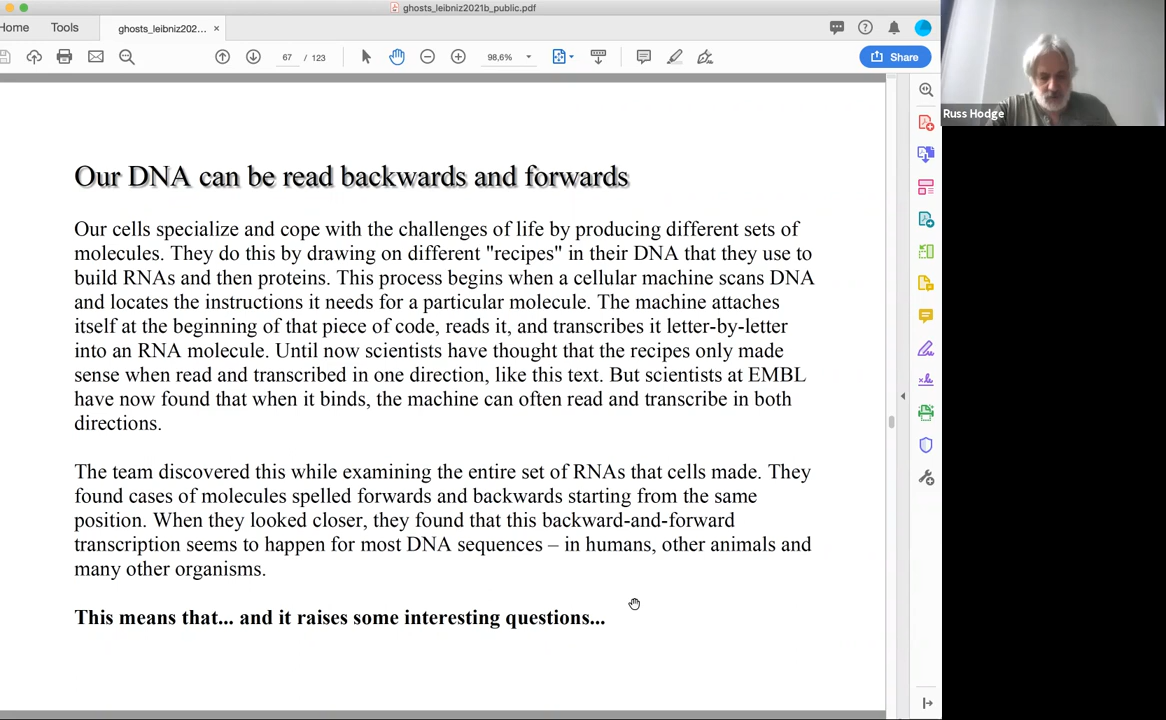 ghosts_leibniz2021b_public.pdf
Home
Tools
ghosts_leibniz202... ×
67 / 123
98,6%
Share
Russ Hodge
Our DNA can be read backwards and forwards
Our cells specialize and cope with the challenges of life by producing different sets of
molecules. They do this by drawing on different "recipes" in their DNA that they use to
build RNAs and then proteins. This process begins when a cellular machine scans DNA
and locates the instructions it needs for a particular molecule. The machine attaches
itself at the beginning of that piece of code, reads it, and transcribes it letter-by-letter
into an RNA molecule. Until now scientists have thought that the recipes only made
sense when read and transcribed in one direction, like this text. But scientists at EMBL
have now found that when it binds, the machine can often read and transcribe in both
directions.
The team discovered this while examining the entire set of RNAs that cells made. They
found cases of molecules spelled forwards and backwards starting from the same
position. When they looked closer, they found that this backward-and-forward
transcription seems to happen for most DNA sequences – in humans, other animals and
many other organisms.
This means that... and it raises some interesting questions...